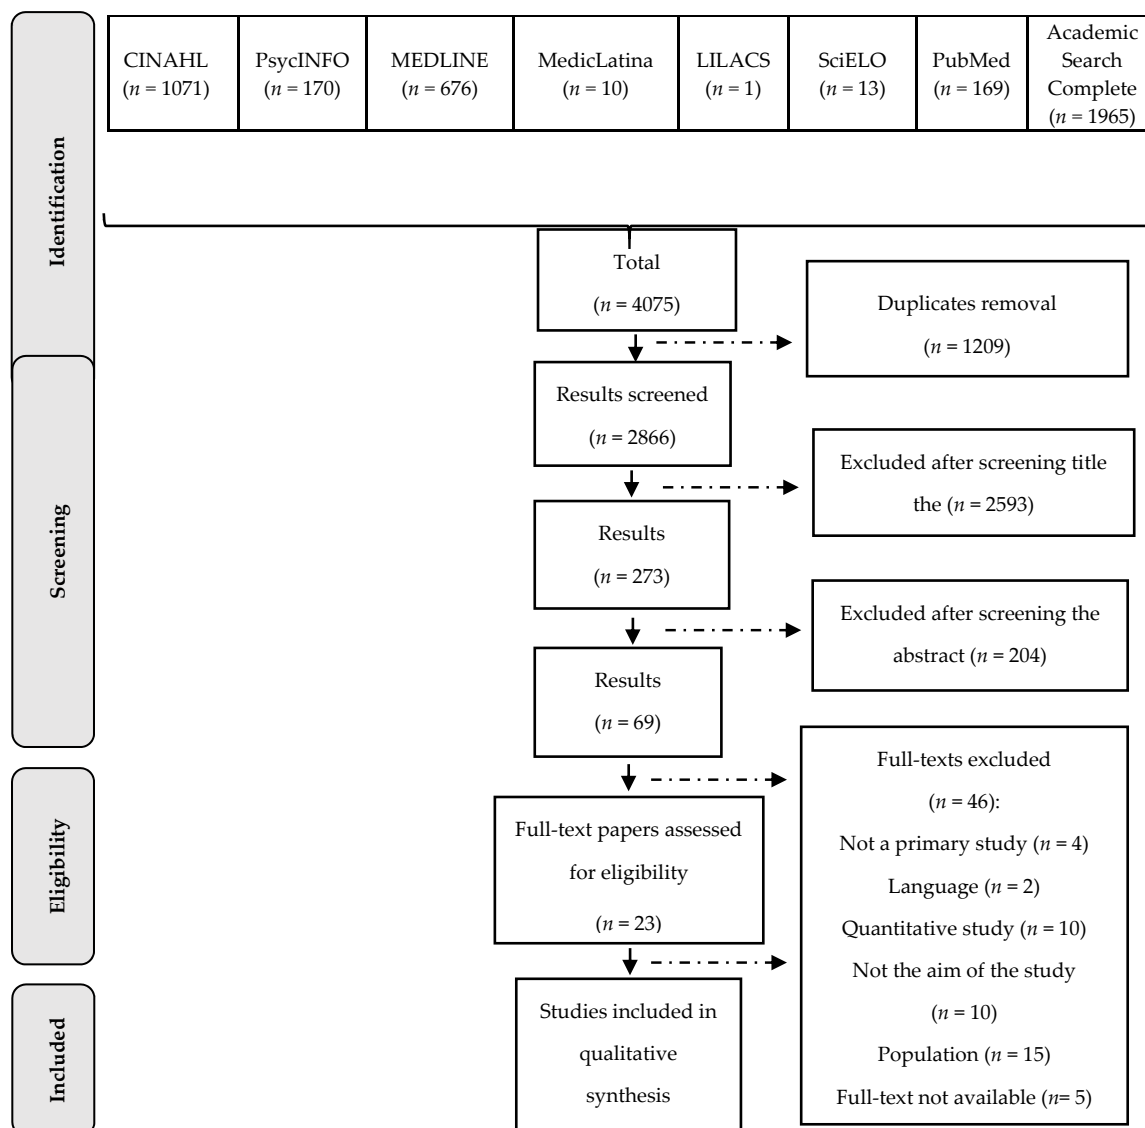 CINAHL
(n = 1071)
PsycINFO
(n = 170)
MEDLINE
(n = 676)
MedicLatina
(n = 10)
LILACS
(n = 1)
SciELO
(n = 13)
PubMed
(n = 169)
Academic
Search
Complete
(n = 1965)
Identification
Total
(n = 4075)
Duplicates removal
(n = 1209)
Screening
Results screened
(n = 2866)
Excluded after screening title
the (n = 2593)
Results
(n = 273)
Excluded after screening the
abstract (n = 204)
Results
(n = 69)
Eligibility
Full-text papers assessed
for eligibility
(n = 23)
Full-texts excluded
(n = 46):
Not a primary study (n = 4)
Language (n = 2)
Quantitative study (n = 10)
Not the aim of the study
(n = 10)
Population (n = 15)
Full-text not available (n= 5)
Included
Studies included in
qualitative
synthesis